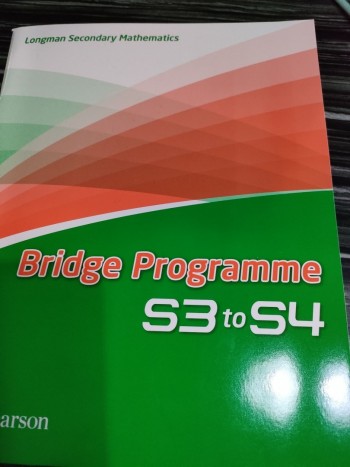 Longman Secondary Mathematics
Bridge Programme
S3 to S4
arson